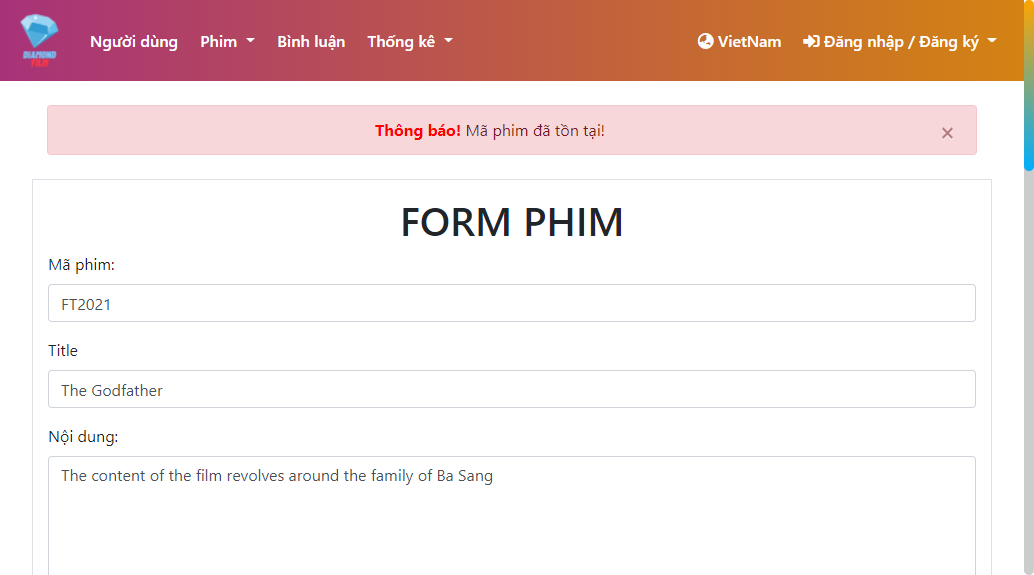 DIAMOND
FILM
Người dùng Phim Bình luận Thống kê VietNam Đăng nhập / Đăng ký
Thông báo! Mã phim đã tồn tại! ×
FORM PHIM
Mã phim:
FT2021
Title
The Godfather
Nội dung:
The content of the film revolves around the family of Ba Sang